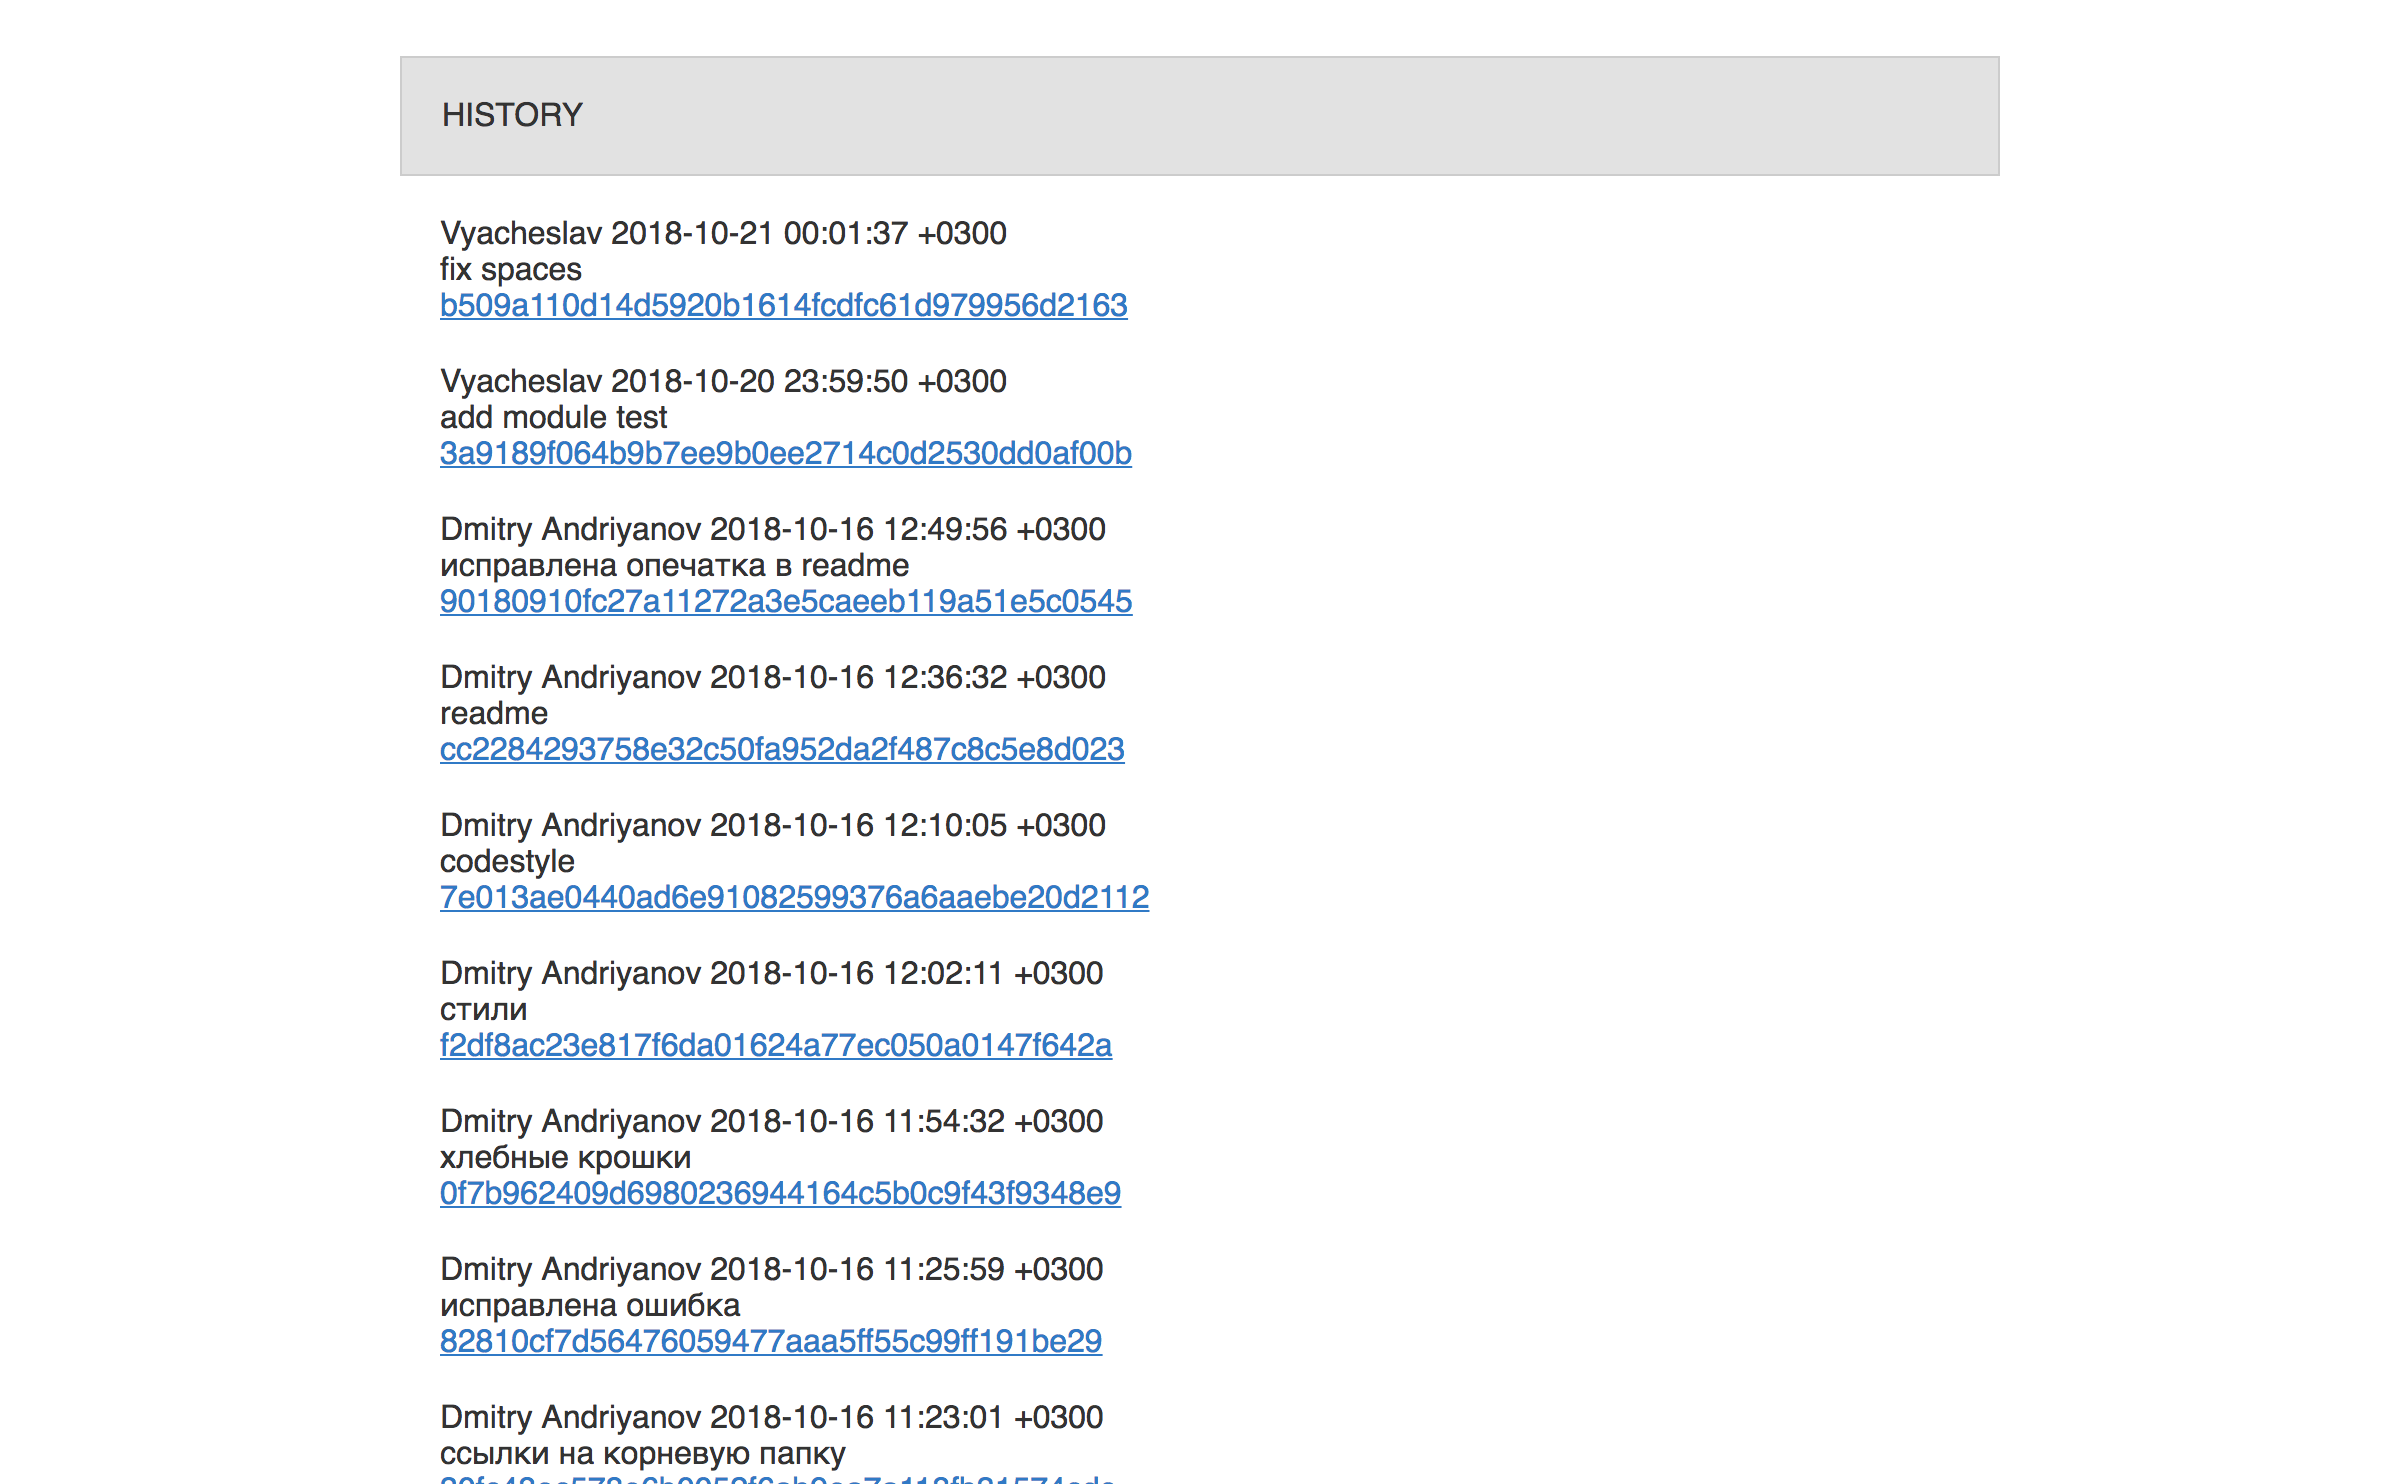 HISTORY
Vyacheslav 2018-10-21 00:01:37 +0300
fix spaces
b509a110d14d5920b1614fcdfc61d979956d2163
Vyacheslav 2018-10-20 23:59:50 +0300
add module test
3a9189f064b9b7ee9b0ee2714c0d2530dd0af00b
Dmitry Andriyanov 2018-10-16 12:49:56 +0300
исправлена опечатка в readme
90180910fc27a11272a3e5caeeb119a51e5c0545
Dmitry Andriyanov 2018-10-16 12:36:32 +0300
readme
cc2284293758e32c50fa952da2f487c8c5e8d023
Dmitry Andriyanov 2018-10-16 12:10:05 +0300
codestyle
7e013ae0440ad6e91082599376a6aaebe20d2112
Dmitry Andriyanov 2018-10-16 12:02:11 +0300
стили
f2df8ac23e817f6da01624a77ec050a0147f642a
Dmitry Andriyanov 2018-10-16 11:54:32 +0300
хлебные крошки
0f7b962409d6980236944164c5b0c9f43f9348e9
Dmitry Andriyanov 2018-10-16 11:25:59 +0300
исправлена ошибка
82810cf7d56476059477aaa5ff55c99ff191be29
Dmitry Andriyanov 2018-10-16 11:23:01 +0300
ссылки на корневую папку